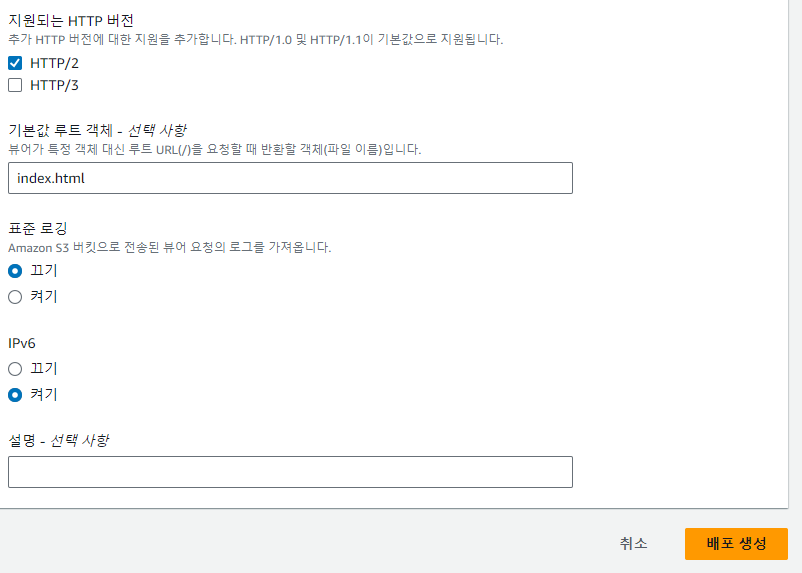 지원되는 HTTP 버전
추가 HTTP 버전에 대한 지원을 추가합니다. HTTP/1.0 및 HTTP/1.1이 기본값으로 지원됩니다.
HTTP/2
HTTP/3
기본값 루트 객체 - 선택 사항
뷰어가 특정 객체 대신 루트 URL(/)을 요청할 때 반환할 객체(파일 이름)입니다.
index.html
표준 로깅
Amazon S3 버킷으로 전송된 뷰어 요청의 로그를 가져옵니다.
끄기
켜기
IPv6
끄기
켜기
설명 - 선택 사항
취소
배포 생성